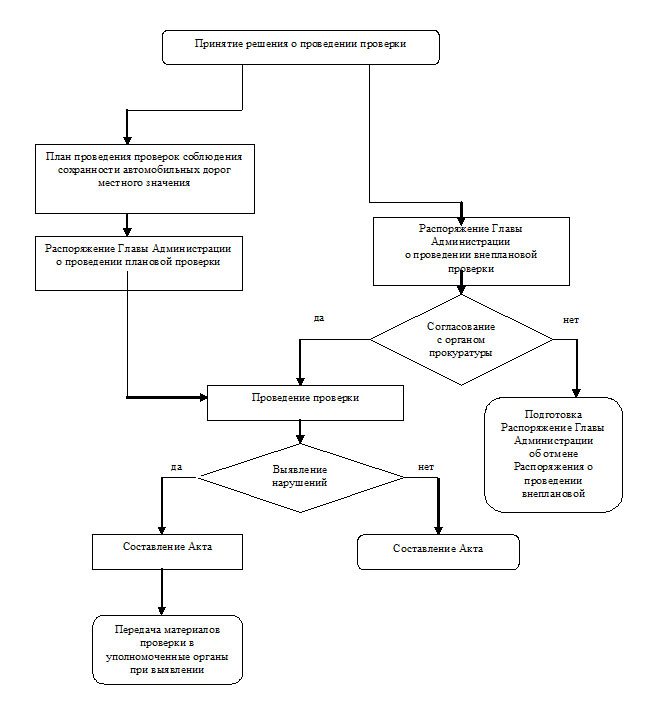 Принятие решения о проведении проверки
План проведения проверок соблюдения
сохранности автомобильных дорог
местного значения
Распоряжение Главы Администрации
о проведении плановой проверки
Распоряжение Главы
Администрации
о проведении внеплановой
проверки
да
Согласование
с органом
прокуратуры
нет
Проведение проверки
Подготовка
Распоряжение Главы
Администрации
об отмене
Распоряжения о
проведении
внеплановой
да
Выявление
нарушений
нет
Составление Акта
Составление Акта
Передача материалов
проверки в
уполномоченные органы
при выявлении